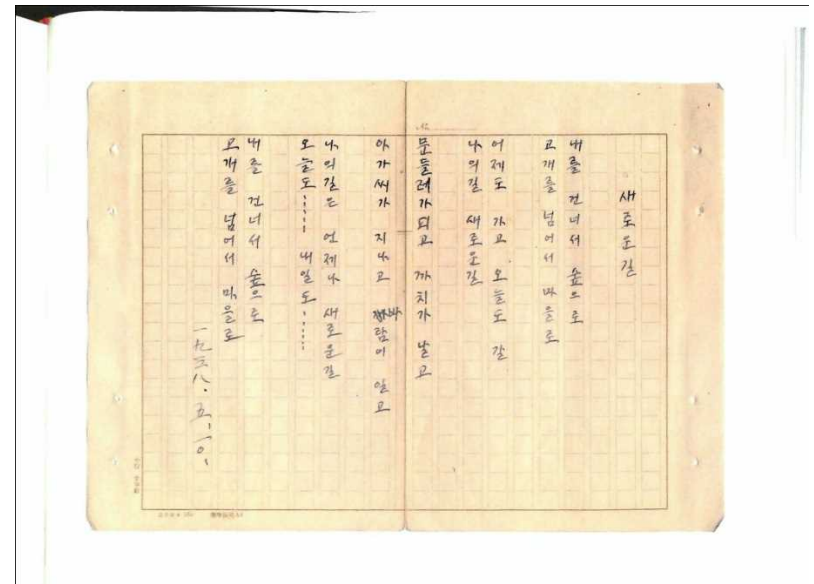 새로운길
내를 건너서 숲으로
고개를 넘어서 마을로
어제도 가고 오늘도 갈
나의길 새로운길
문들레가 피고 까치가 날고
아가씨가 지나고 바람이 일고
나의길은 언제나 새로운길
오늘도…… 내일도……
내를 건너서 숲으로
고개를 넘어서 마을로
一九三八·五,一〇,